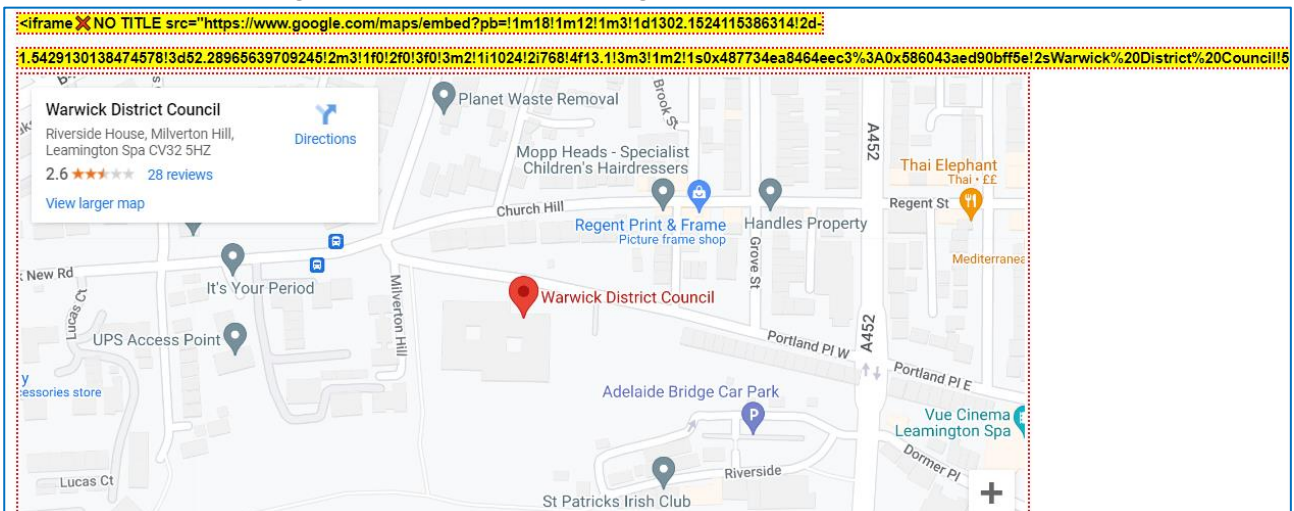 <iframe❌NO TITLE src="https://www.google.com/maps/embed?pb=!1m18!1m12!1m3!1d1302.1524115386314!2d-
1.5429130138474578!3d52.28965639709245!2m3!1f0!2f0!3f0!3m2!1i1024!2i768!4f13.1!3m3!1m2!1s0x487734ea8464eec3%3A0x586043aed90bff5e!2sWarwick%20District%20Council!5
Warwick District Council
Riverside House, Milverton Hill,
Leamington Spa CV32 5HZ
2.6
28 reviews
View larger map
Directions
Planet Waste Removal
Brook St
Mopp Heads - Specialist
Children's Hairdressers
A452
Thai Elephant
Thai • ££
Church Hill
Regent Print & Frame
Picture frame shop
Handles Property
Regent St
Grove St
Mediterranea
New Rd
It's Your Period
Lucas Ct
Milverton Hill
Warwick District Council
UPS Access Point
Portland Pl W
A452
Portland Pl E
y
essories store
Adelaide Bridge Car Park
P
Vue Cinema
Leamington Spa
Dormer Pl
Riverside
Lucas Ct
St Patricks Irish Club
+